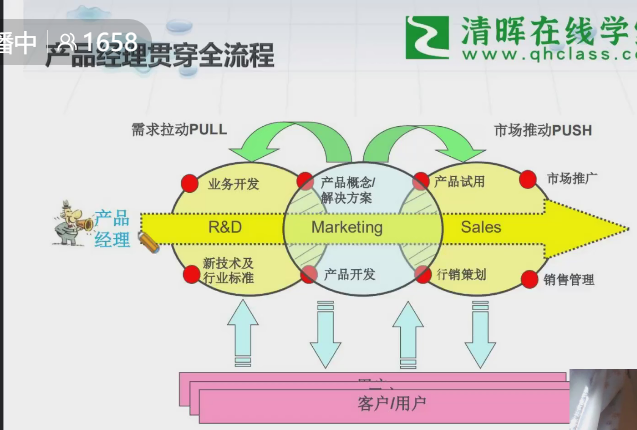 播中 1658
清晖在线学
www.qhclass.co
产品经理贯穿全流程
需求拉动PULL
市场推动PUSH
业务开发
产品概念/
解决方案
产品试用
市场推广
产品
经理
R&D
Marketing
Sales
新技术及
行业标准
产品开发
行销策划
销售管理
客户/用户